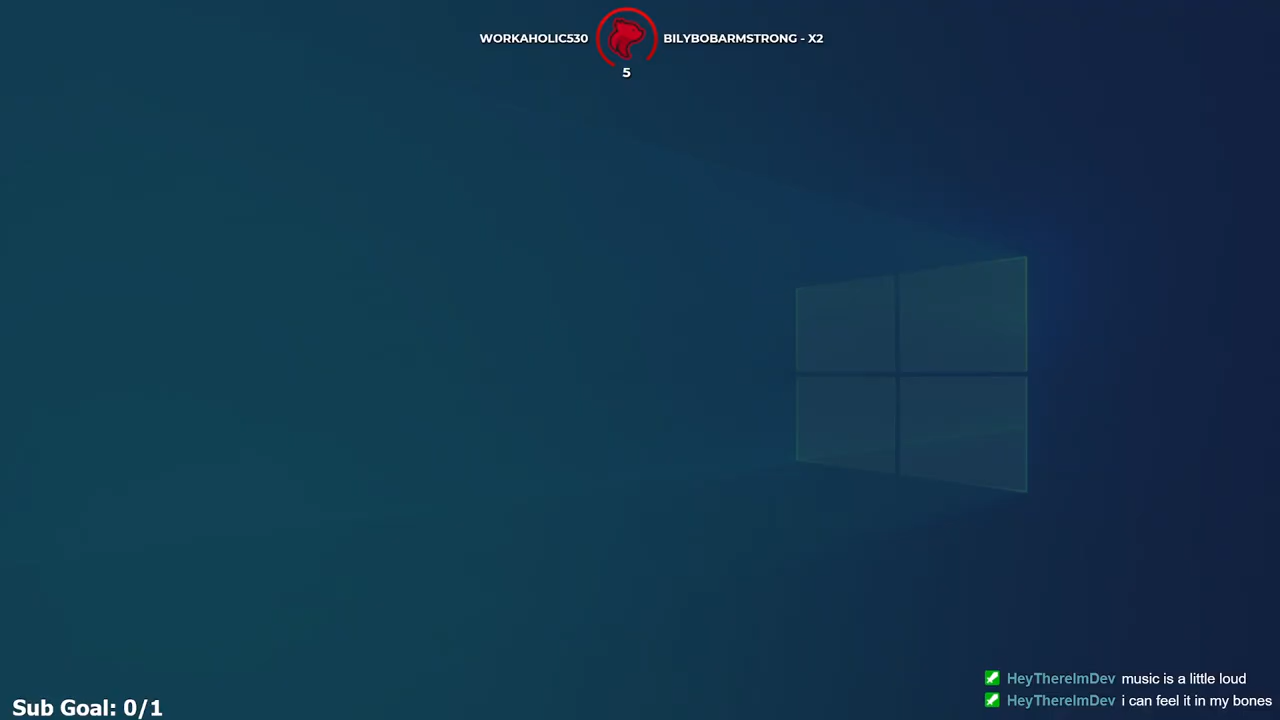 WORKAHOLIC530
BILYBOBARMSTRONG - X2
5
HeyThereImDev music is a little loud
HeyThereImDev i can feel it in my bones
Sub Goal: 0/1